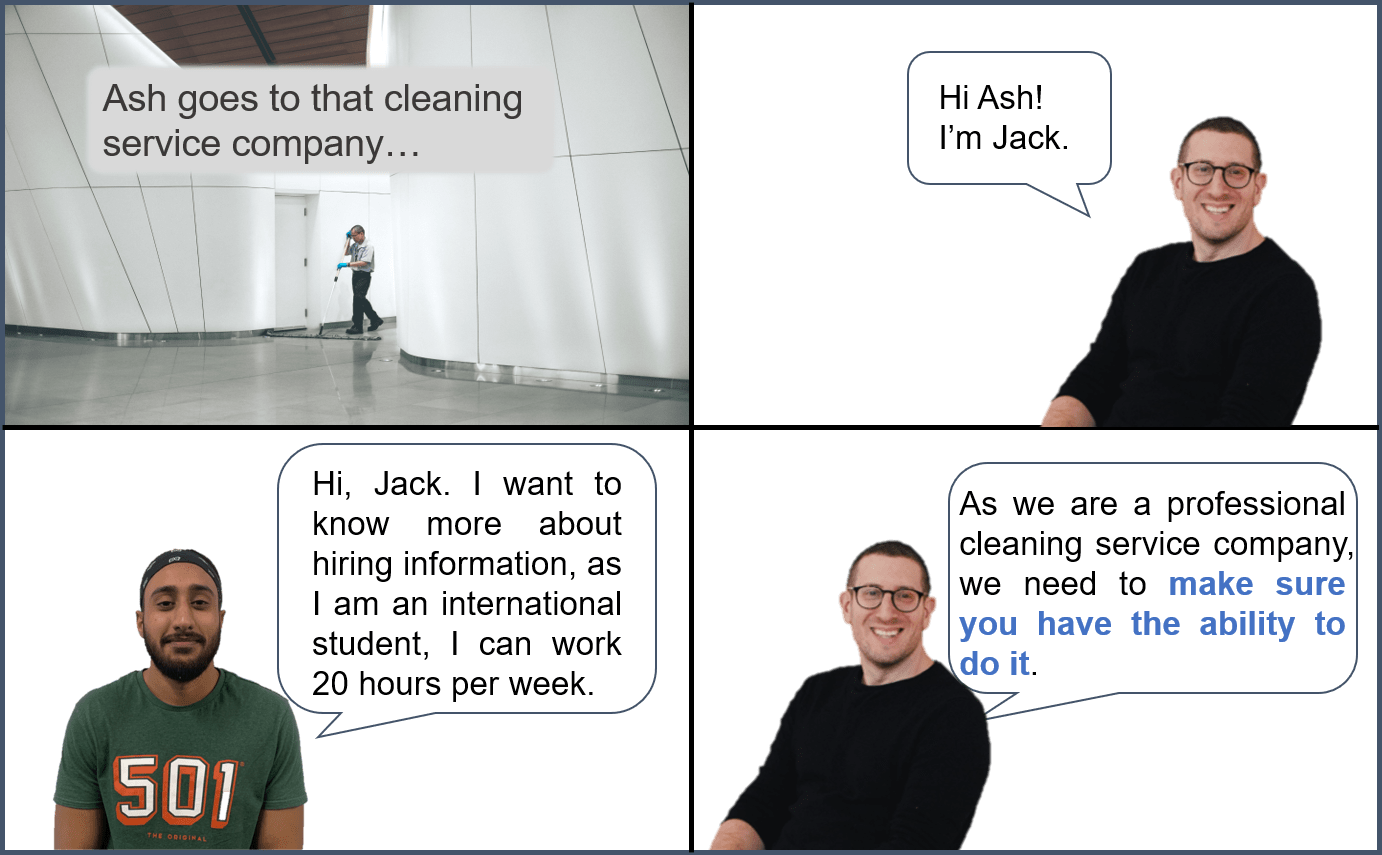 Ash goes to that cleaning
service company…
Hi Ash!
I’m Jack.
Hi, Jack. I want to
know more about
hiring information, as
I am an international
student, I can work
20 hours per week.
501
THE ORIGINAL
As we are a professional
cleaning service company,
we need to make sure
you have the ability to
do it.